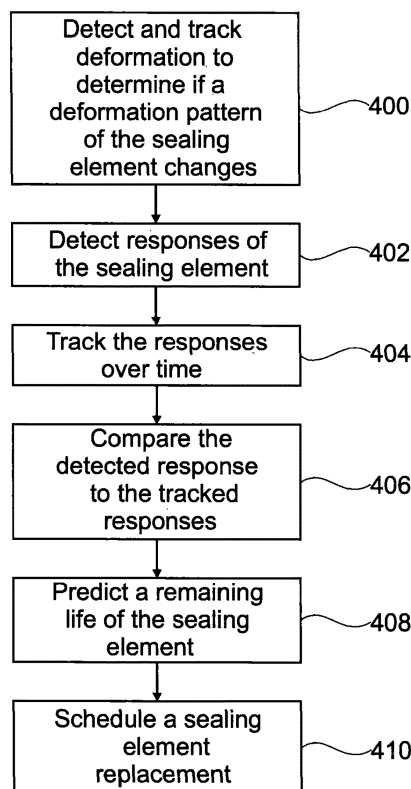 Detect and track
deformation to
determine if a
deformation pattern
of the sealing
element changes
400
Detect responses of
the sealing element
402
Track the responses
over time
404
Compare the
detected response
to the tracked
responses
406
Predict a remaining
life of the sealing
element
408
Schedule a sealing
element
replacement
410